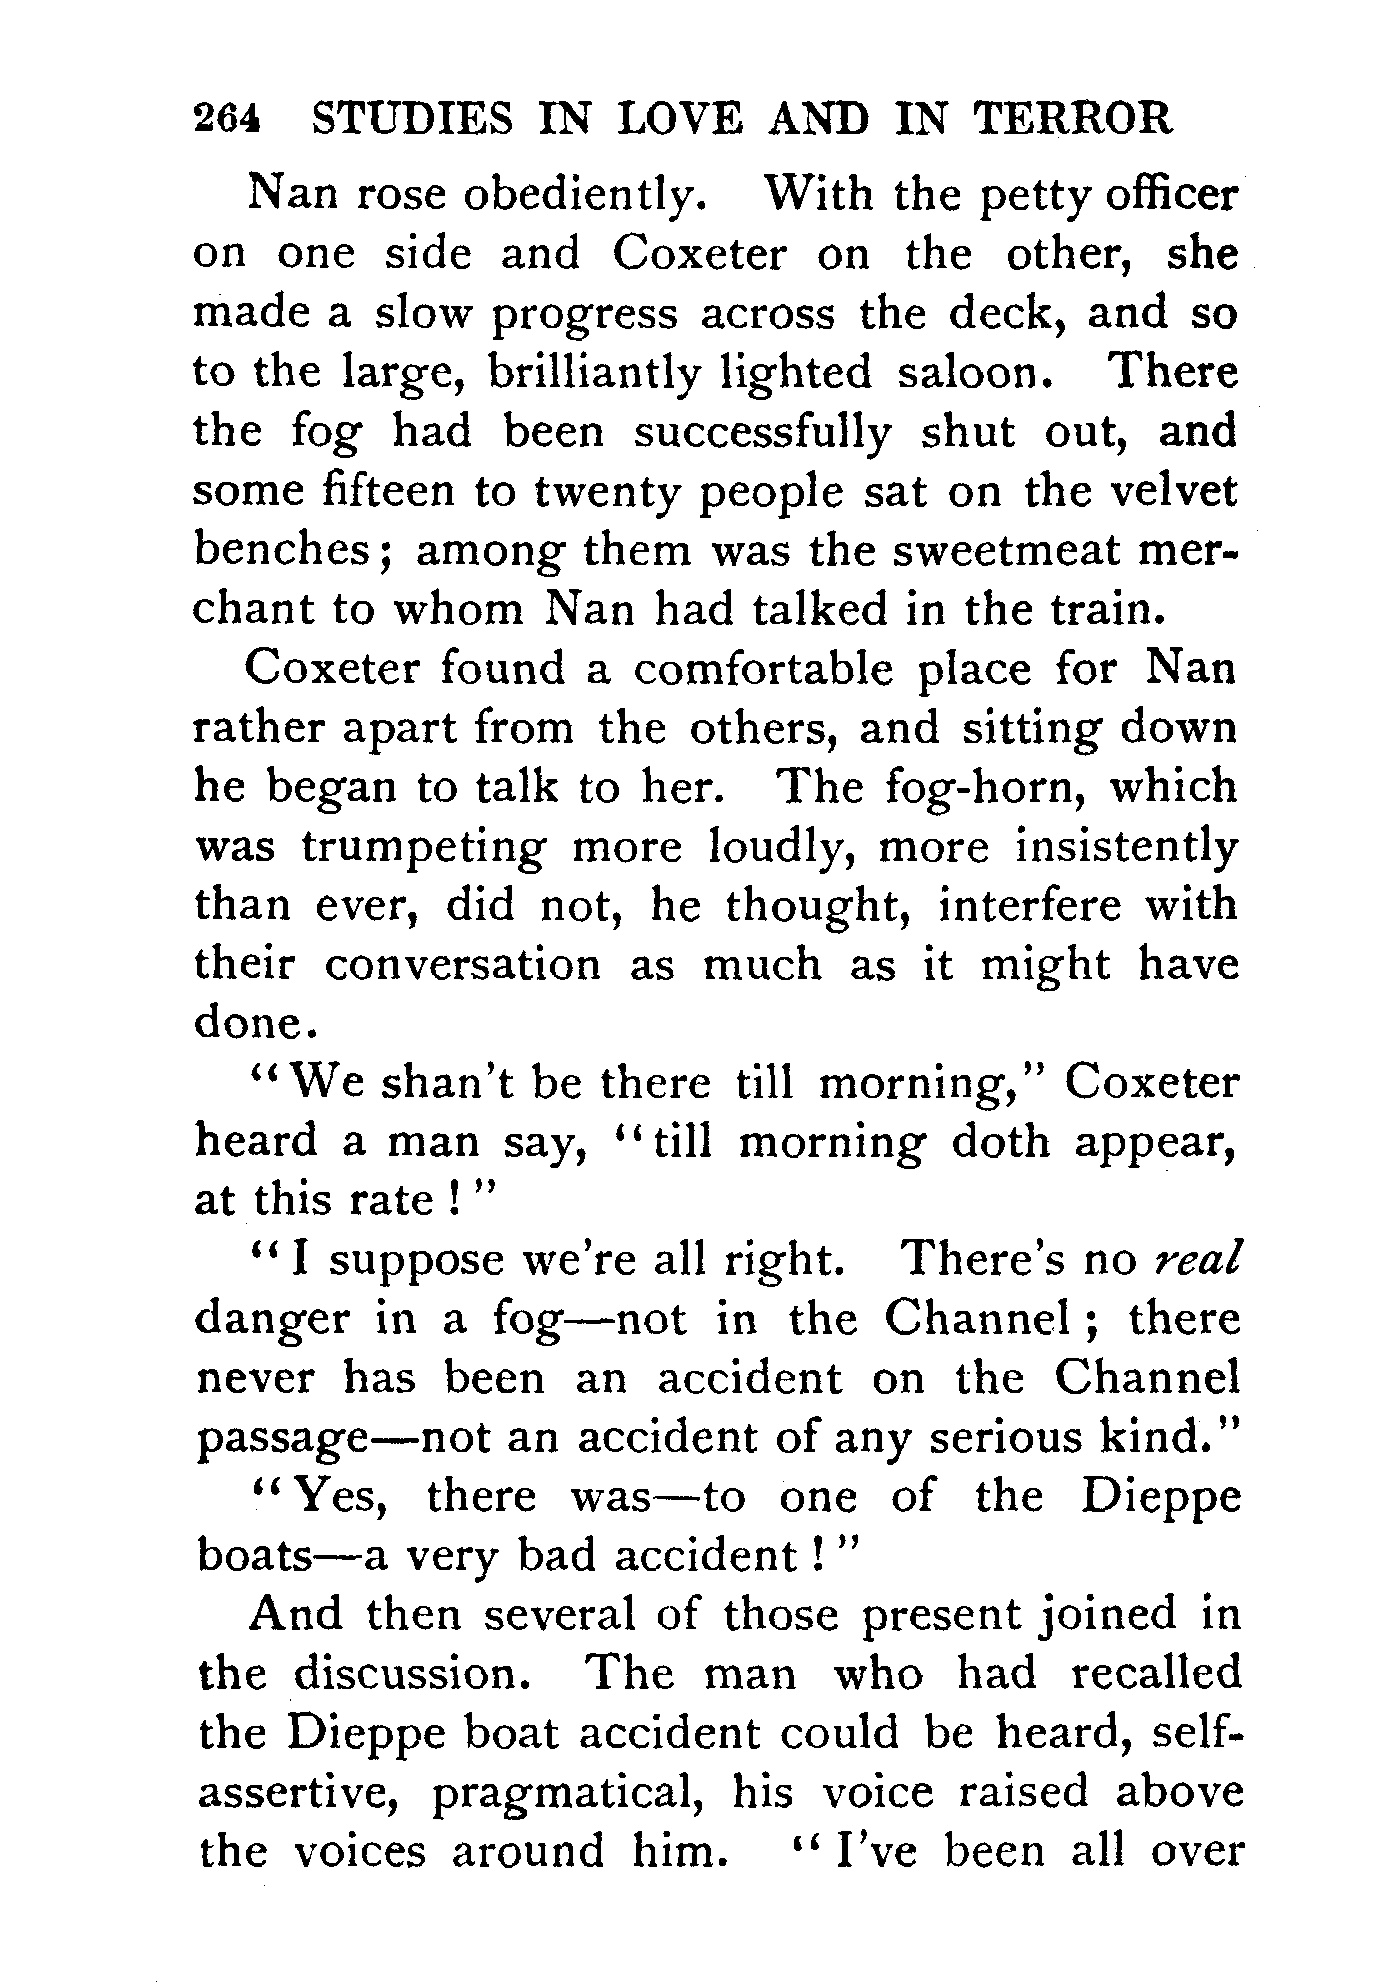 264 STUDIES IN LOVE AND IN TERROR
Nan rose obediently. With the petty officer
on one side and Coxeter on the other, she
made a slow progress across the deck, and so
to the large, brilliantly lighted saloon. There
the fog had been successfully shut out, and
some fifteen to twenty people sat on the velvet
benches; among them was the sweetmeat mer-
chant to whom Nan had talked in the train.
Coxeter found a comfortable place for Nan
rather apart from the others, and sitting down
he began to talk to her. The fog-horn, which
was trumpeting more loudly, more insistently
than ever, did not, he thought, interfere with
their conversation as much as it might have
done.
“We shan't be there till morning,” Coxeter
heard a man say, “till morning doth appear,
at this rate!”
“I suppose we're all right. There's no real
danger in a fog—not in the Channel; there
never has been an accident on the Channel
passage—not an accident of any serious kind.”
“Yes, there was—to one of the Dieppe
boats—a very bad accident!”
And then several of those present joined in
the discussion. The man who had recalled
the Dieppe boat accident could be heard, self-
assertive, pragmatical, his voice raised above
the voices around him. “I've been all over